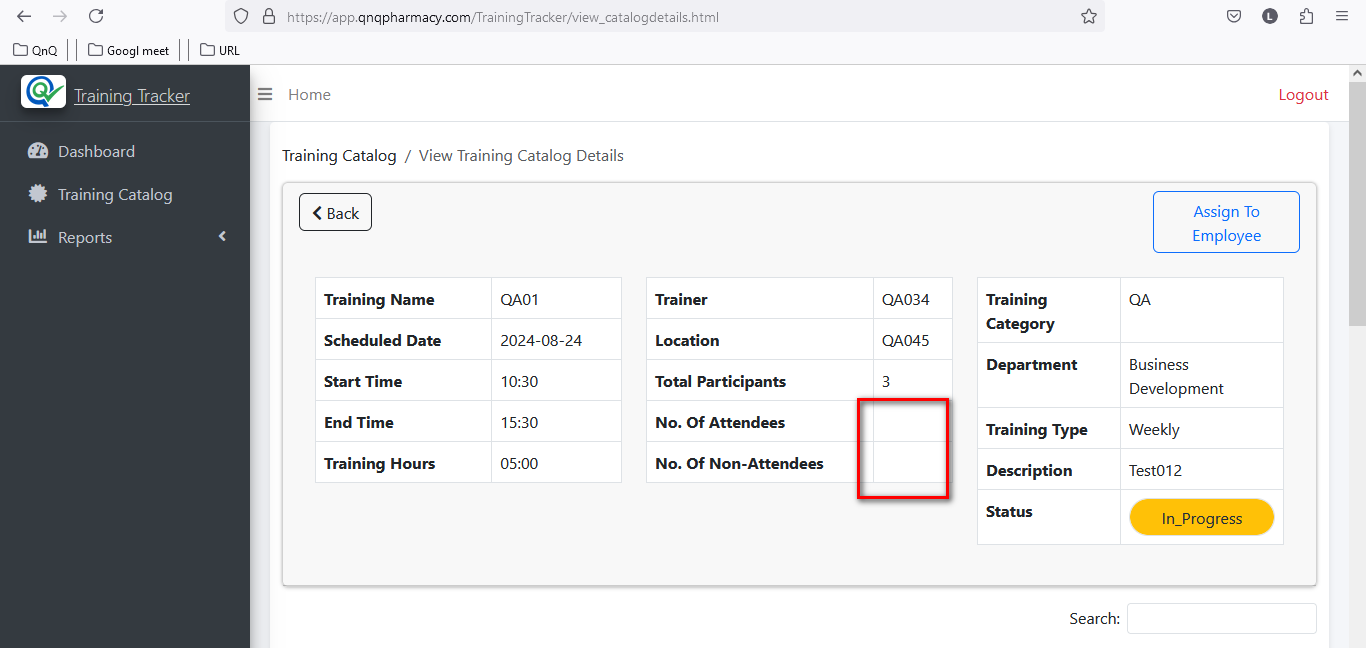 https://app.qnqpharmacy.com/TrainingTracker/view_catalogdetails.html
L
QnQ
Googl meet
URL
Training Tracker
Home
Logout
Dashboard
Training Catalog
Reports
Training Catalog / View Training Catalog Details
Back
Assign To
Employee
Training Name QA01
Scheduled Date 2024-08-24
Start Time 10:30
End Time 15:30
Training Hours 05:00
Trainer QA034
Location QA045
Total Participants 3
No. Of Attendees
No. Of Non-Attendees
Training
Category
QA
Department
Business
Development
Training Type Weekly
Description Test012
Status In_Progress
Search: